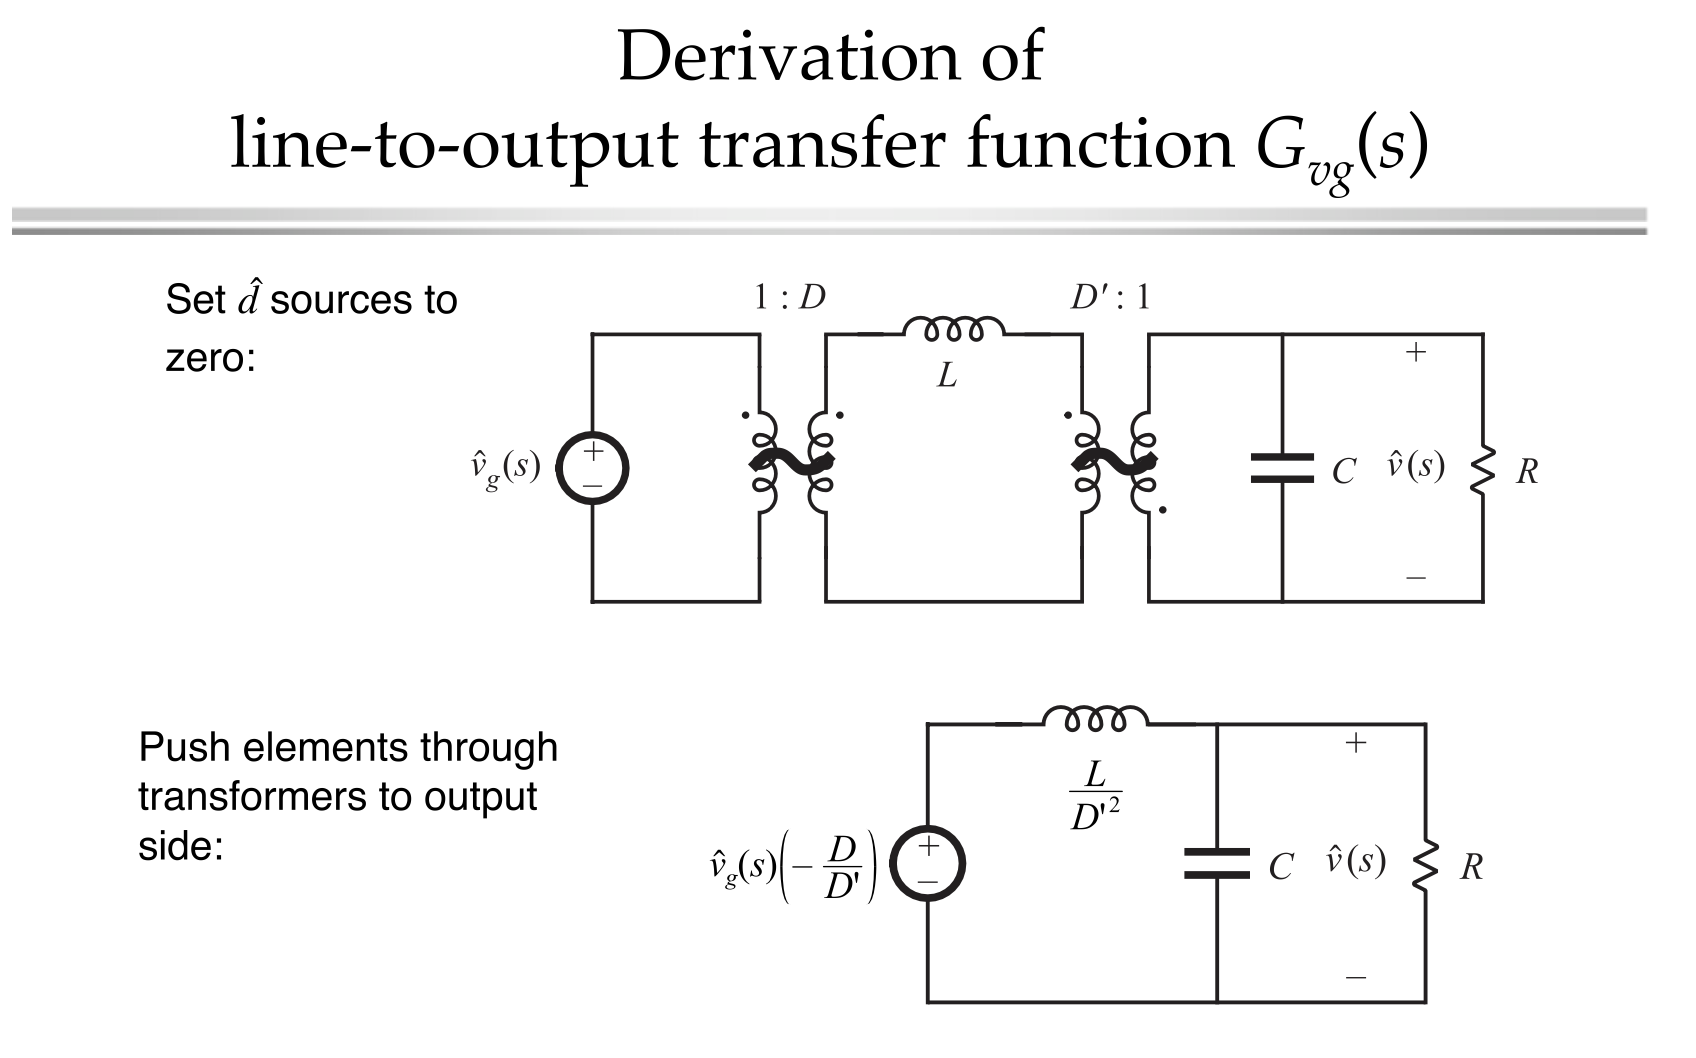 Derivation of
line-to-output transfer function G_vg(s)
Set d̂ sources to
zero:
1 : D
D′ : 1
L
+
v̂_g(s)
+
–
C
v̂(s)
R
–
Push elements through
transformers to output
side:
+
L/D'²
v̂_g(s)(– D/D')
+
–
C
v̂(s)
R
–